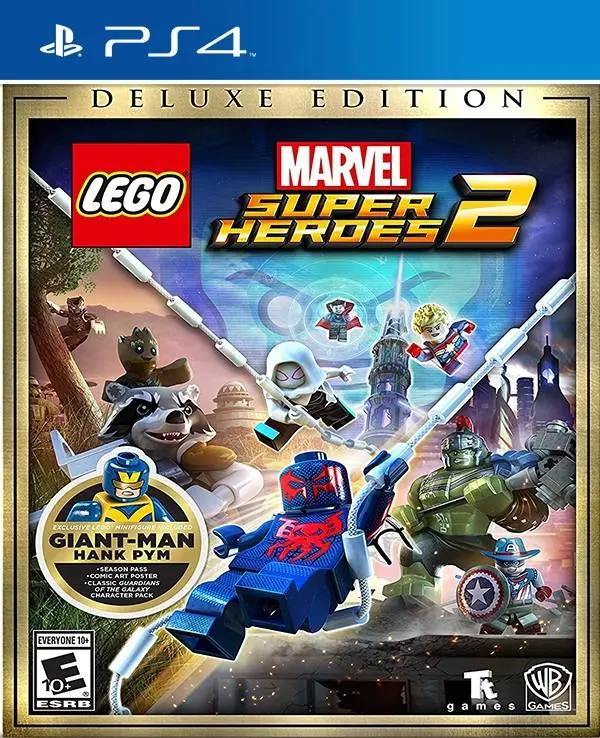 PS4
DELUXE EDITION
LEGO
MARVEL
SUPER
HEROES 2
EXCLUSIVE LEGO MINIFIGURE INCLUDED
GIANT-MAN
HANK PYM
• SEASON PASS
• COMIC ART POSTER
• CLASSIC GUARDIANS
OF THE GALAXY
CHARACTER PACK
EVERYONE 10+
E
10+
ESRB
Tt
games
WB
GAMES